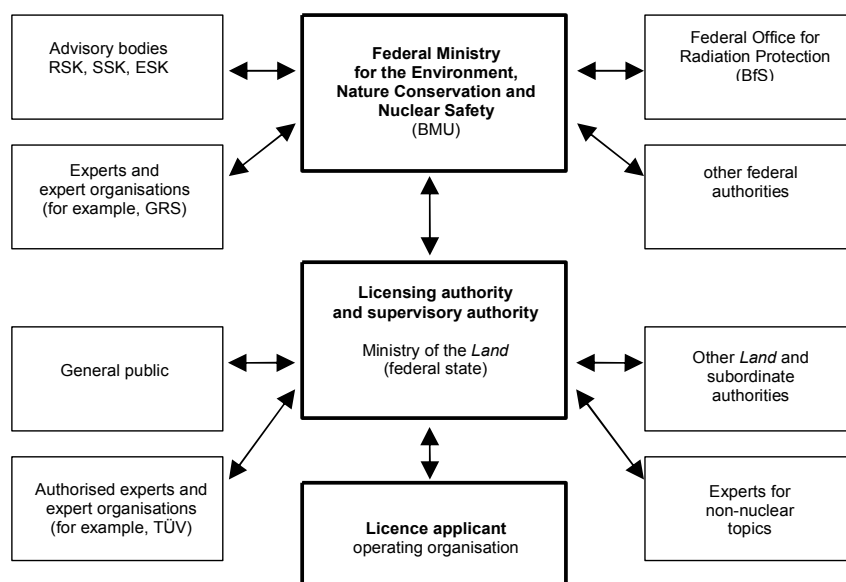 Advisory bodies
RSK, SSK, ESK
Federal Ministry
for the Environment,
Nature Conservation and
Nuclear Safety
(BMU)
Federal Office for
Radiation Protection
(BfS)
Experts and
expert organisations
(for example, GRS)
other federal
authorities
Licensing authority
and supervisory authority
Ministry of the Land
(federal state)
General public
Other Land and
subordinate
authorities
Authorised experts and
expert organisations
(for example, TÜV)
Licence applicant
operating organisation
Experts for
non-nuclear
topics